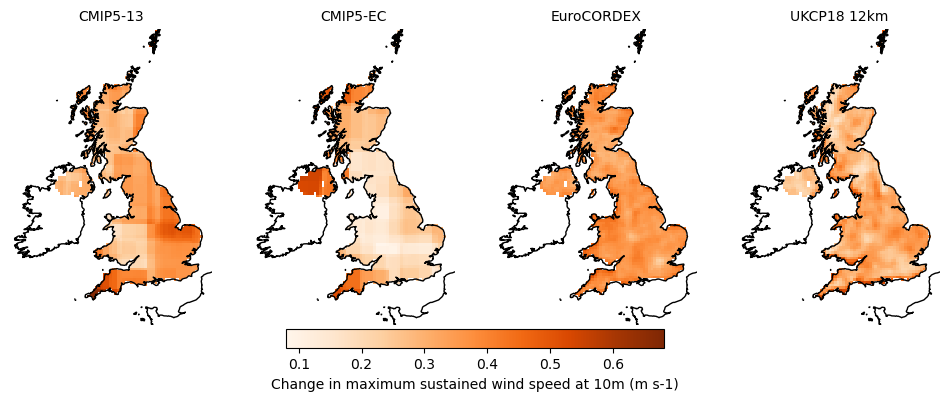 CMIP5-13 CMIP5-EC EuroCORDEX UKCP18 12km
0.1 0.2 0.3 0.4 0.5 0.6
Change in maximum sustained wind speed at 10m (m s-1)